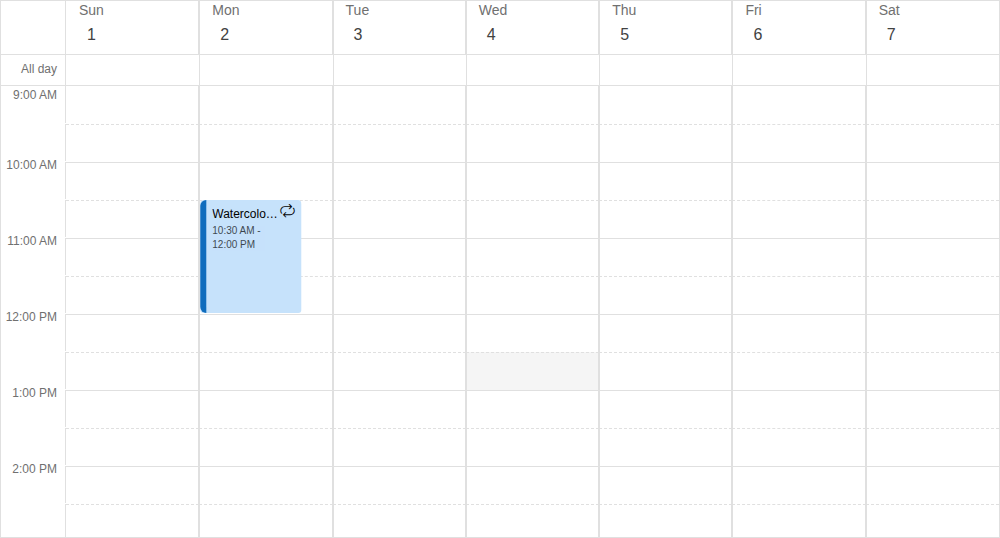 Sun Mon Tue Wed Thu Fri Sat
1 2 3 4 5 6 7
All day
9:00 AM
10:00 AM
Watercolo...
10:30 AM -
12:00 PM
11:00 AM
12:00 PM
1:00 PM
2:00 PM